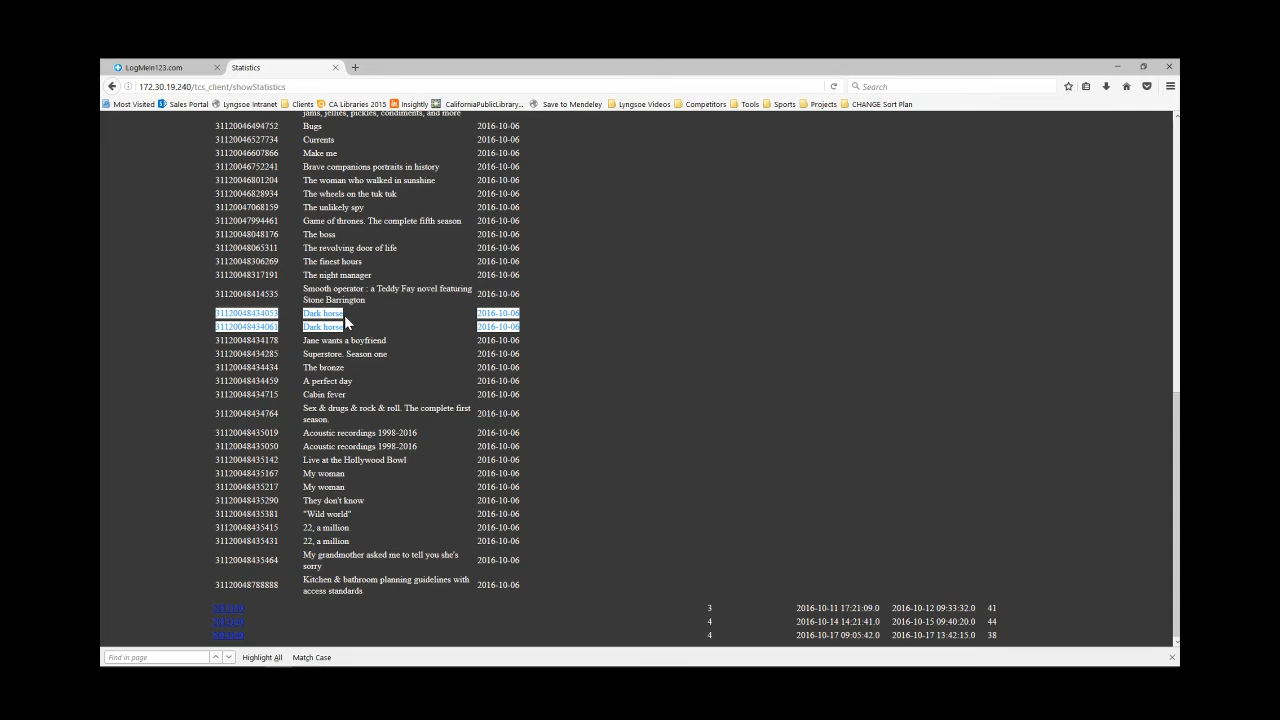 LogMein123.com
Statistics
172.30.19.240/tcs_client/showStatistics
Search
Most Visited Sales Portal Lyngsoe Intranet Clients CA Libraries 2015 Insightly CaliforniaPublicLibrary... Save to Mendeley Lyngsoe Videos Competitors Tools Sports Projects CHANGE Sort Plan
jams, jellies, pickles, condiments, and more
31120046494752 Bugs 2016-10-06
31120046527734 Currents 2016-10-06
31120046607866 Make me 2016-10-06
31120046752241 Brave companions portraits in history 2016-10-06
31120046801204 The woman who walked in sunshine 2016-10-06
31120046828934 The wheels on the tuk tuk 2016-10-06
31120047068159 The unlikely spy 2016-10-06
31120047994461 Game of thrones. The complete fifth season 2016-10-06
31120048048176 The boss 2016-10-06
31120048065311 The revolving door of life 2016-10-06
31120048306269 The finest hours 2016-10-06
31120048317191 The night manager 2016-10-06
31120048414535 Smooth operator : a Teddy Fay novel featuring 2016-10-06
Stone Barrington
31120048434053 Dark horse 2016-10-06
31120048434061 Dark horse 2016-10-06
31120048434178 Jane wants a boyfriend 2016-10-06
31120048434285 Superstore. Season one 2016-10-06
31120048434434 The bronze 2016-10-06
31120048434459 A perfect day 2016-10-06
31120048434715 Cabin fever 2016-10-06
31120048434764 Sex & drugs & rock & roll. The complete first 2016-10-06
season.
31120048435019 Acoustic recordings 1998-2016 2016-10-06
31120048435050 Acoustic recordings 1998-2016 2016-10-06
31120048435142 Live at the Hollywood Bowl 2016-10-06
31120048435167 My woman 2016-10-06
31120048435217 My woman 2016-10-06
31120048435290 They don't know 2016-10-06
31120048435381 "Wild world" 2016-10-06
31120048435415 22, a million 2016-10-06
31120048435431 22, a million 2016-10-06
31120048435464 My grandmother asked me to tell you she's 2016-10-06
sorry
31120048788888 Kitchen & bathroom planning guidelines with 2016-10-06
access standards
3 2016-10-11 17:21:09.0 2016-10-12 09:33:32.0 41
4 2016-10-14 14:21:41.0 2016-10-15 09:40:20.0 44
4 2016-10-17 09:05:42.0 2016-10-17 13:42:15.0 38
Find in page Highlight All Match Case